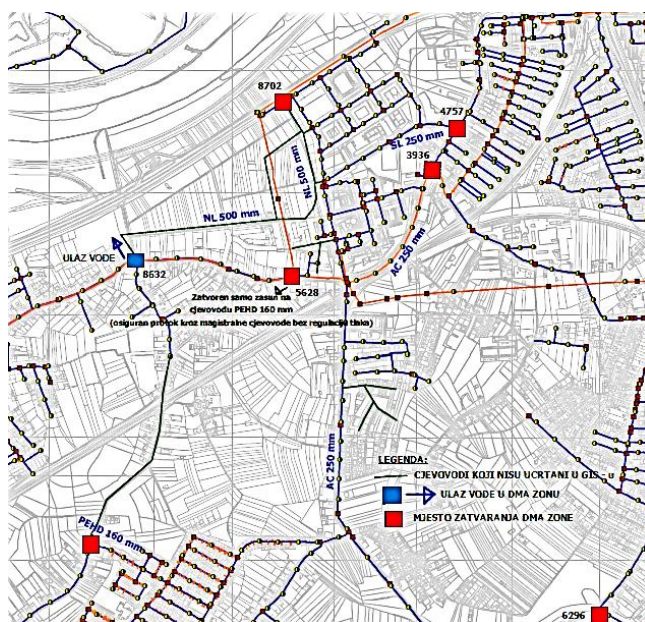 8702
4757
SL 250 mm
3936
NL 500 mm
NL 500 mm
AC 250 mm
ULAZ VODE
8632
5628
Zatvoren samo zasun na
cjevovodu PEHD 160 mm
(osiguran protok kroz magistralne cjevovode bez regulacije tlaka)
AC 250 mm
LEGENDA:
CJEVOVODI KOJI NISU UCRTANI U GIS - u
ULAZ VODE U DMA ZONU
MJESTO ZATVARANJA DMA ZONE
PEHD 160 mm
6296